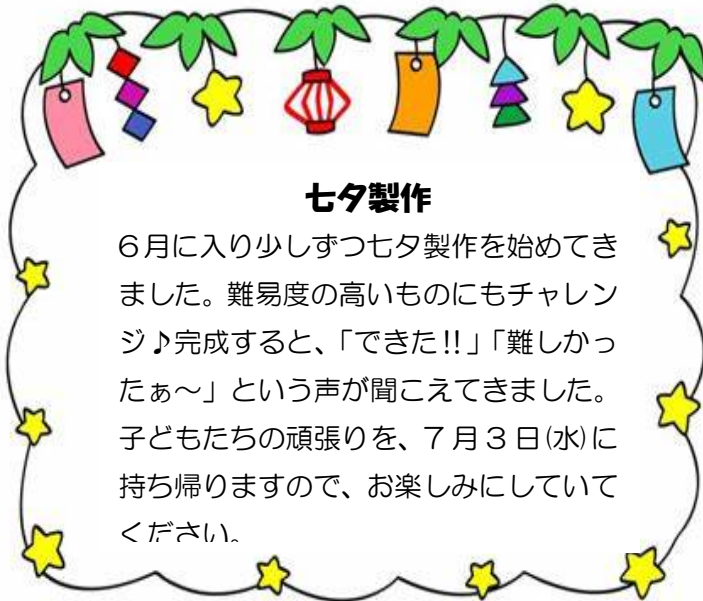 七夕製作
６月に入り少しずつ七夕製作を始めてき
ました。難易度の高いものにもチャレン
ジ♪完成すると、「できた!!」「難しかっ
たぁ～」という声が聞こえてきました。
子どもたちの頑張りを、７月３日(水)に
持ち帰りますので、お楽しみにしていて
ください。